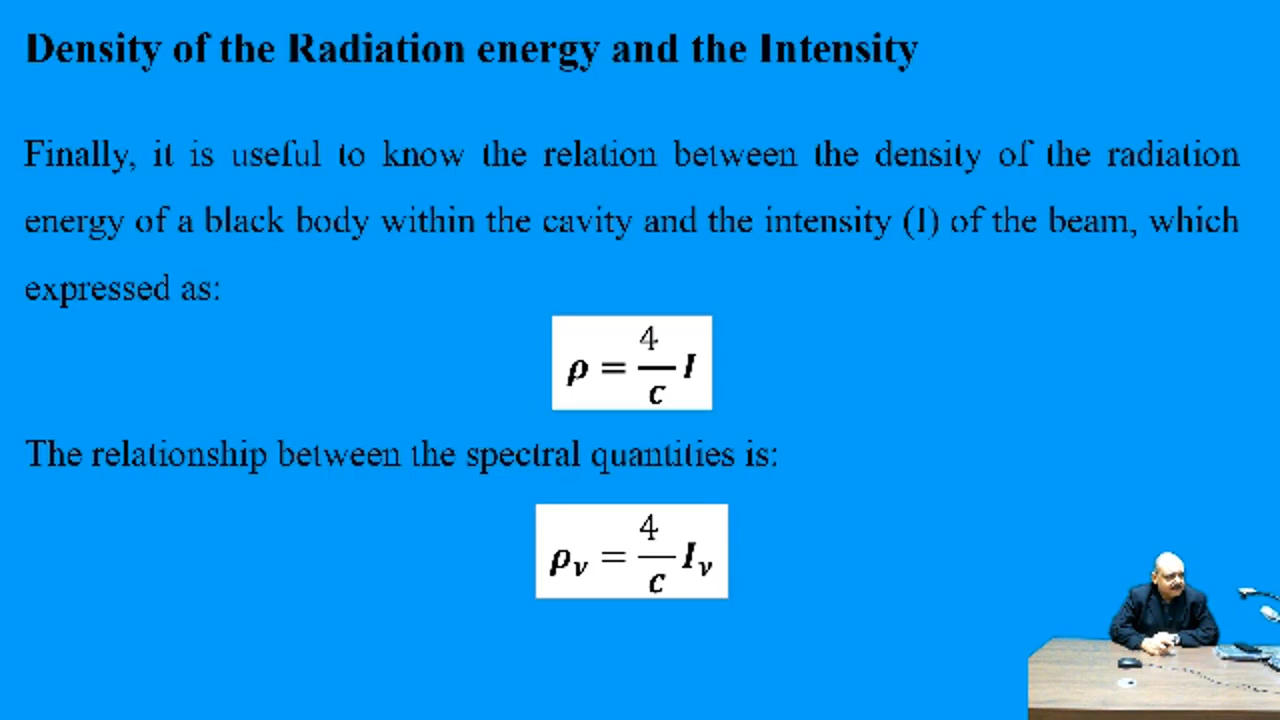 Density of the Radiation energy and the Intensity
Finally, it is useful to know the relation between the density of the radiation
energy of a black body within the cavity and the intensity (I) of the beam, which
expressed as:
ρ = 4/c I
The relationship between the spectral quantities is:
ρ_ν = 4/c I_ν